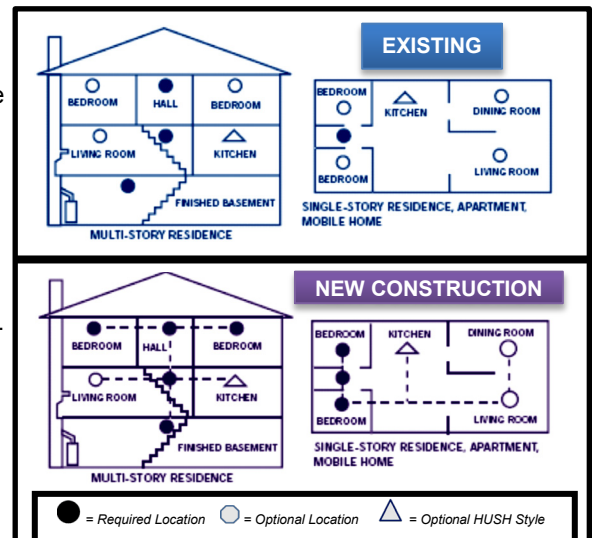 EXISTING
BEDROOM HALL BEDROOM
LIVING ROOM KITCHEN
FINISHED BASEMENT
MULTI-STORY RESIDENCE
BEDROOM
KITCHEN
DINING ROOM
BEDROOM
LIVING ROOM
SINGLE-STORY RESIDENCE, APARTMENT,
MOBILE HOME
NEW CONSTRUCTION
BEDROOM HALL BEDROOM
LIVING ROOM KITCHEN
FINISHED BASEMENT
MULTI-STORY RESIDENCE
BEDROOM KITCHEN DINING ROOM
BEDROOM LIVING ROOM
SINGLE-STORY RESIDENCE, APARTMENT,
MOBILE HOME
= Required Location = Optional Location = Optional HUSH Style